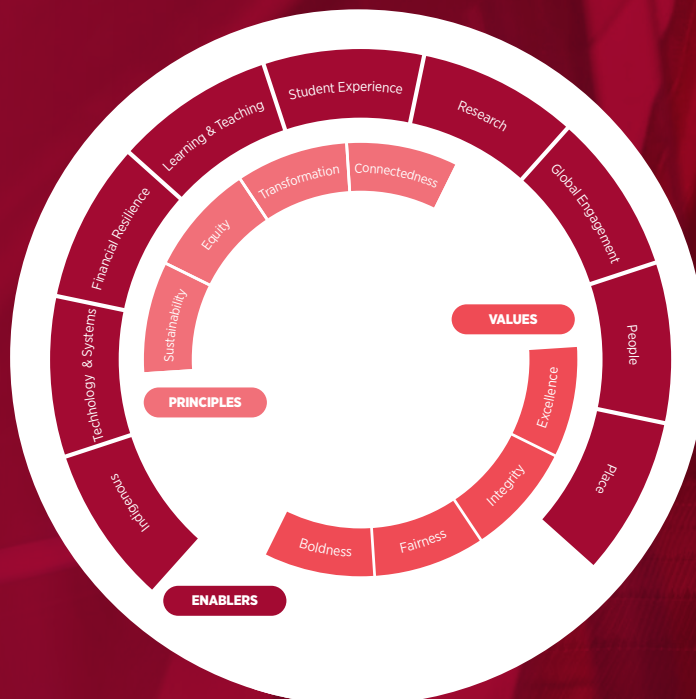 Student Experience
Research
Learning & Teaching
Global Engagement
Financial Resilience
People
Technology & Systems
Place
Indigenous
ENABLERS
Connectedness
Transformation
Equity
Sustainability
PRINCIPLES
VALUES
Excellence
Integrity
Fairness
Boldness